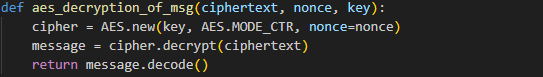 def aes_decryption_of_msg(ciphertext, nonce, key):
    cipher = AES.new(key, AES.MODE_CTR, nonce=nonce)
    message = cipher.decrypt(ciphertext)
    return message.decode()